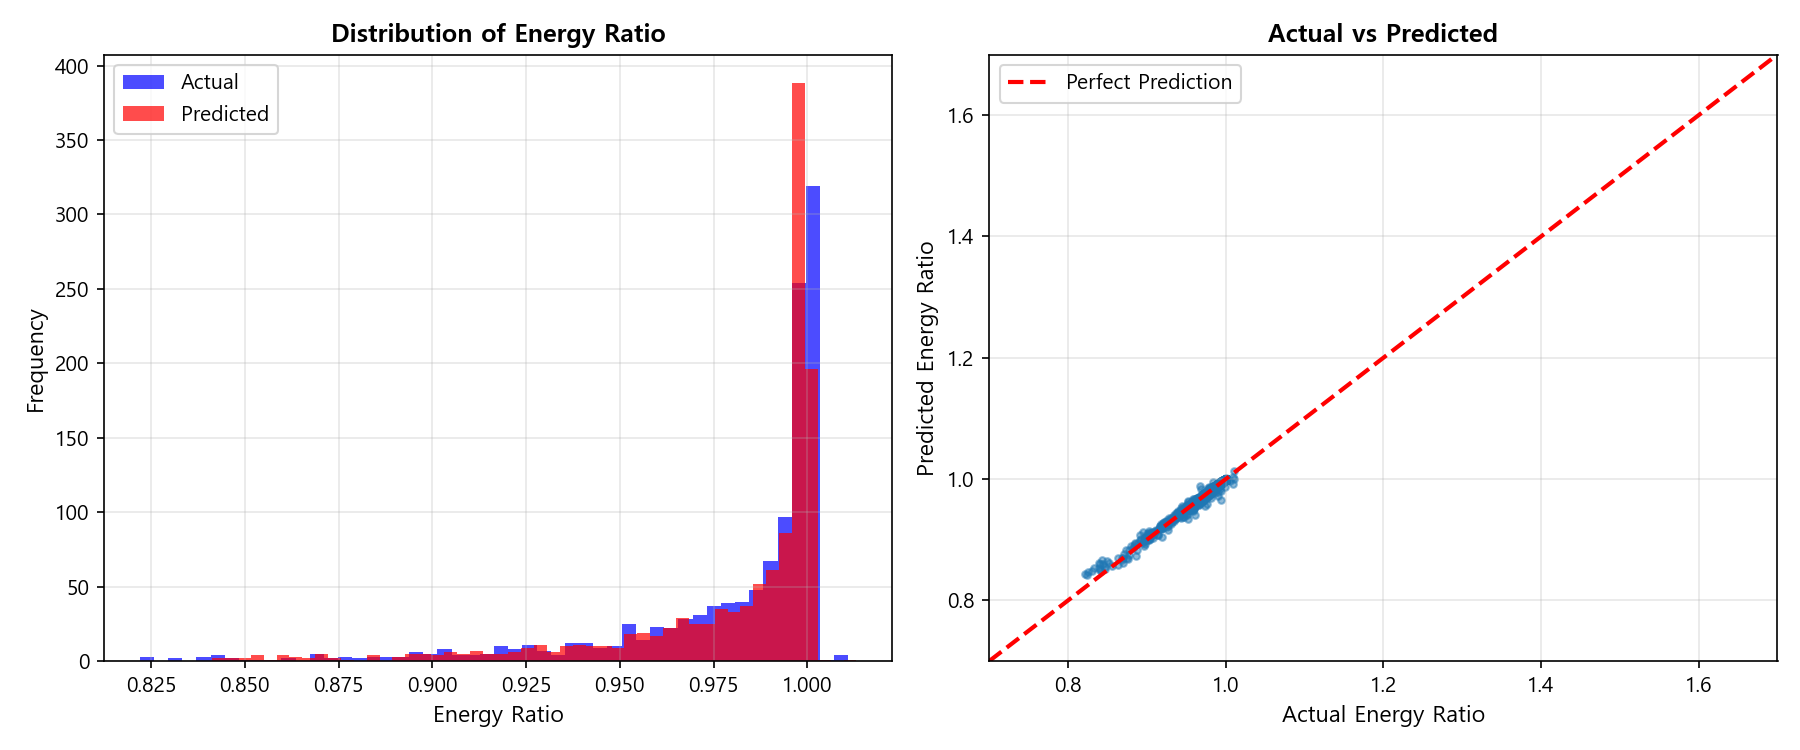 Distribution of Energy Ratio
Actual
Predicted
Frequency
400
350
300
250
200
150
100
50
0
0.825 0.850 0.875 0.900 0.925 0.950 0.975 1.000
Energy Ratio
Actual vs Predicted
Perfect Prediction
Predicted Energy Ratio
1.6
1.4
1.2
1.0
0.8
0.8 1.0 1.2 1.4 1.6
Actual Energy Ratio